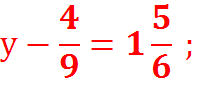 у − 4/9 = 1 5/6 ;